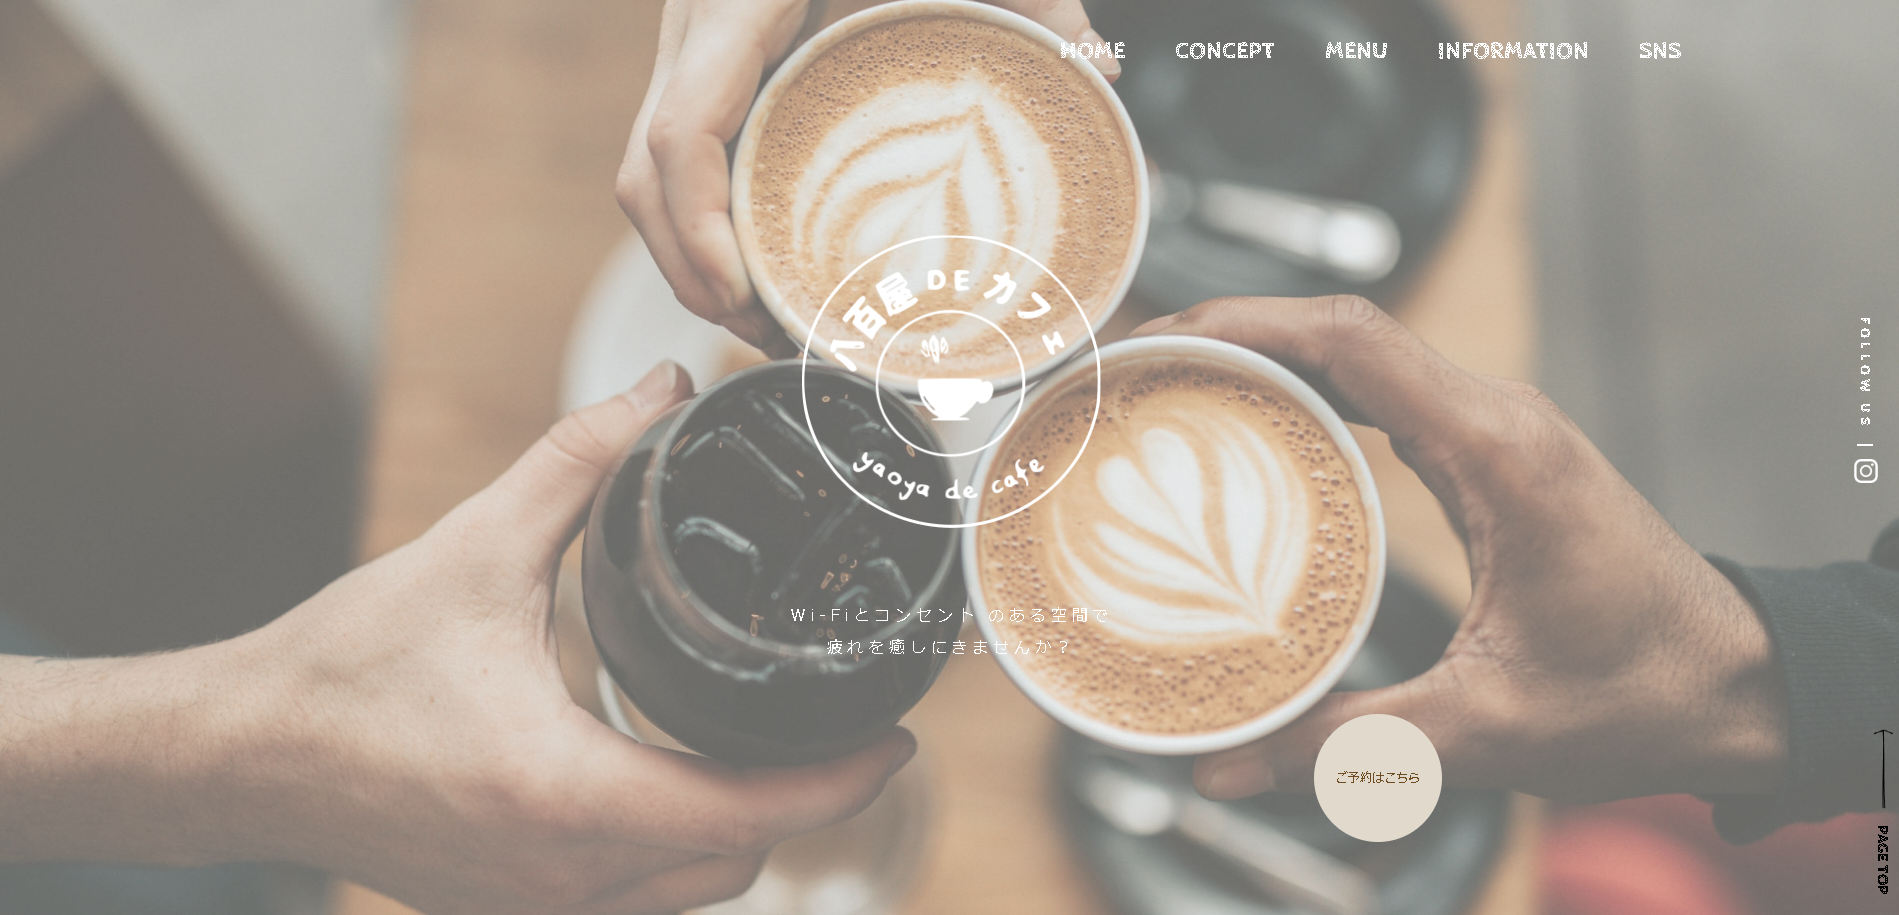 HOME CONCEPT MENU INFORMATION SNS
八百屋 DE カフェ
yaoya de cafe
FOLLOW US
Wi-Fiとコンセント のある空間で
疲れを癒しにきませんか？
ご予約はこちら
PAGE TOP